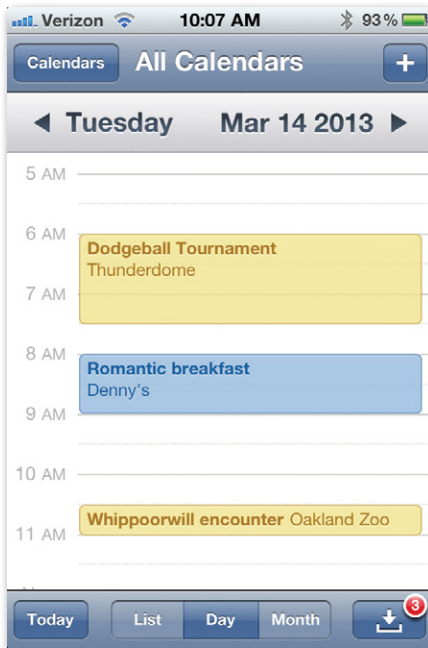 Verizon 10:07 AM 93%
Calendars All Calendars +
Tuesday Mar 14 2013
5 AM
6 AM
Dodgeball Tournament
Thunderdome
7 AM
8 AM
Romantic breakfast
Denny's
9 AM
10 AM
Whippoorwill encounter Oakland Zoo
11 AM
Today List Day Month 3